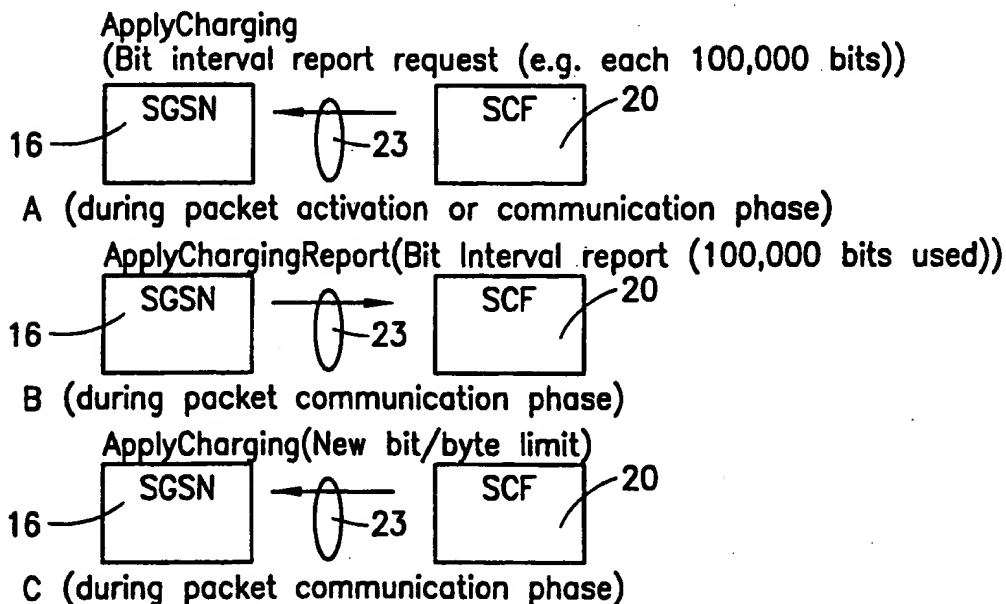 ApplyCharging
(Bit interval report request (e.g. each 100,000 bits))
SGSN SCF 20
16 23
A (during packet activation or communication phase)
ApplyChargingReport(Bit Interval report (100,000 bits used))
SGSN SCF 20
16 23
B (during packet communication phase)
ApplyCharging(New bit/byte limit)
SGSN SCF 20
16 23
C (during packet communication phase)